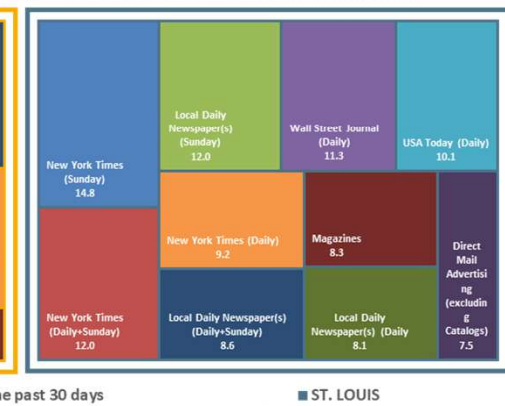 New York Times
(Sunday)
14.8
Local Daily
Newspaper(s)
(Sunday)
12.0
Wall Street Journal
(Daily)
11.3
USA Today (Daily)
10.1
New York Times (Daily)
9.2
Magazines
8.3
Direct
Mail
Advertisi
ng
(excludin
g
Catalogs)
7.5
New York Times
(Daily+Sunday)
12.0
Local Daily Newspaper(s)
(Daily+Sunday)
8.6
Local Daily
Newspaper(s) (Daily
8.1
past 30 days
ST. LOUIS